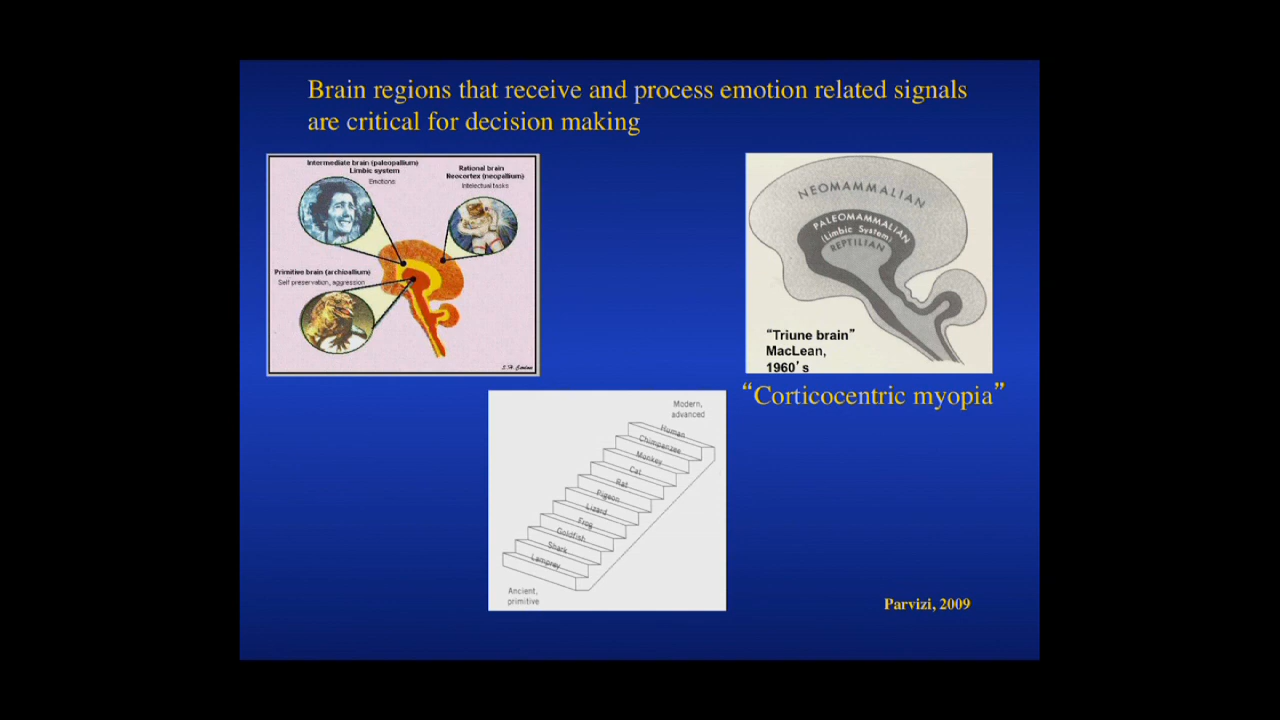 Brain regions that receive and process emotion related signals
are critical for decision making
Intermediate brain (paleopallium)
Limbic system
Emotions
Rational brain
Neocortex (neopallium)
Intelectual tasks
Primitive brain (archipallium)
Self preservation, aggression
NEOMAMMALIAN
PALEOMAMMALIAN
(Limbic System)
REPTILIAN
“Triune brain”
MacLean,
1960’s
“Corticocentric myopia”
Modern,
advanced
Human
Chimpanzee
Monkey
Cat
Rat
Pigeon
Lizard
Frog
Goldfish
Shark
Lamprey
Ancient,
primitive
Parvizi, 2009